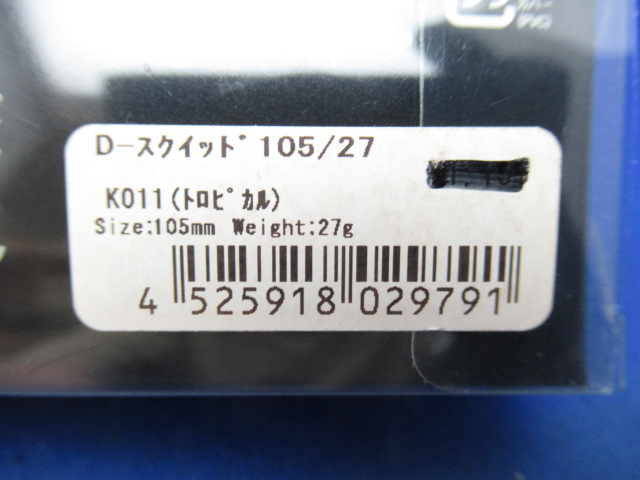 D-スクイッド 105/27
K011(トロピカル)
Size:105mm Weight:27g
4 525918 029791